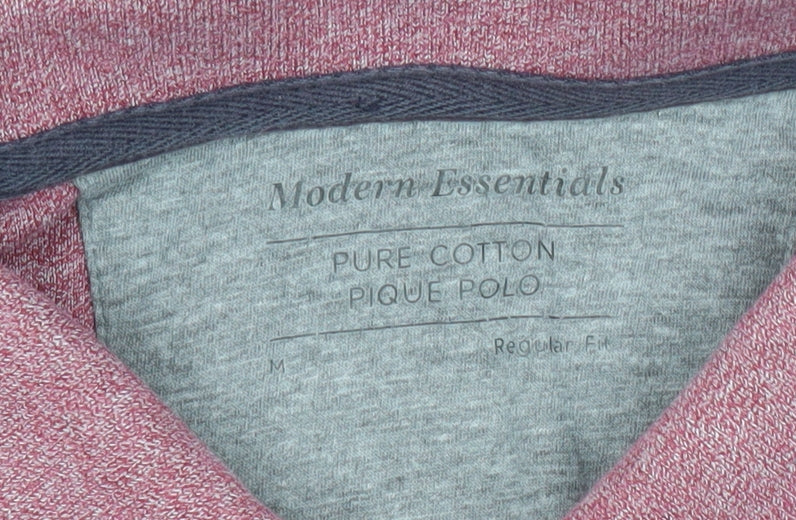 Modern Essentials
PURE COTTON
PIQUE POLO
M Regular Fit